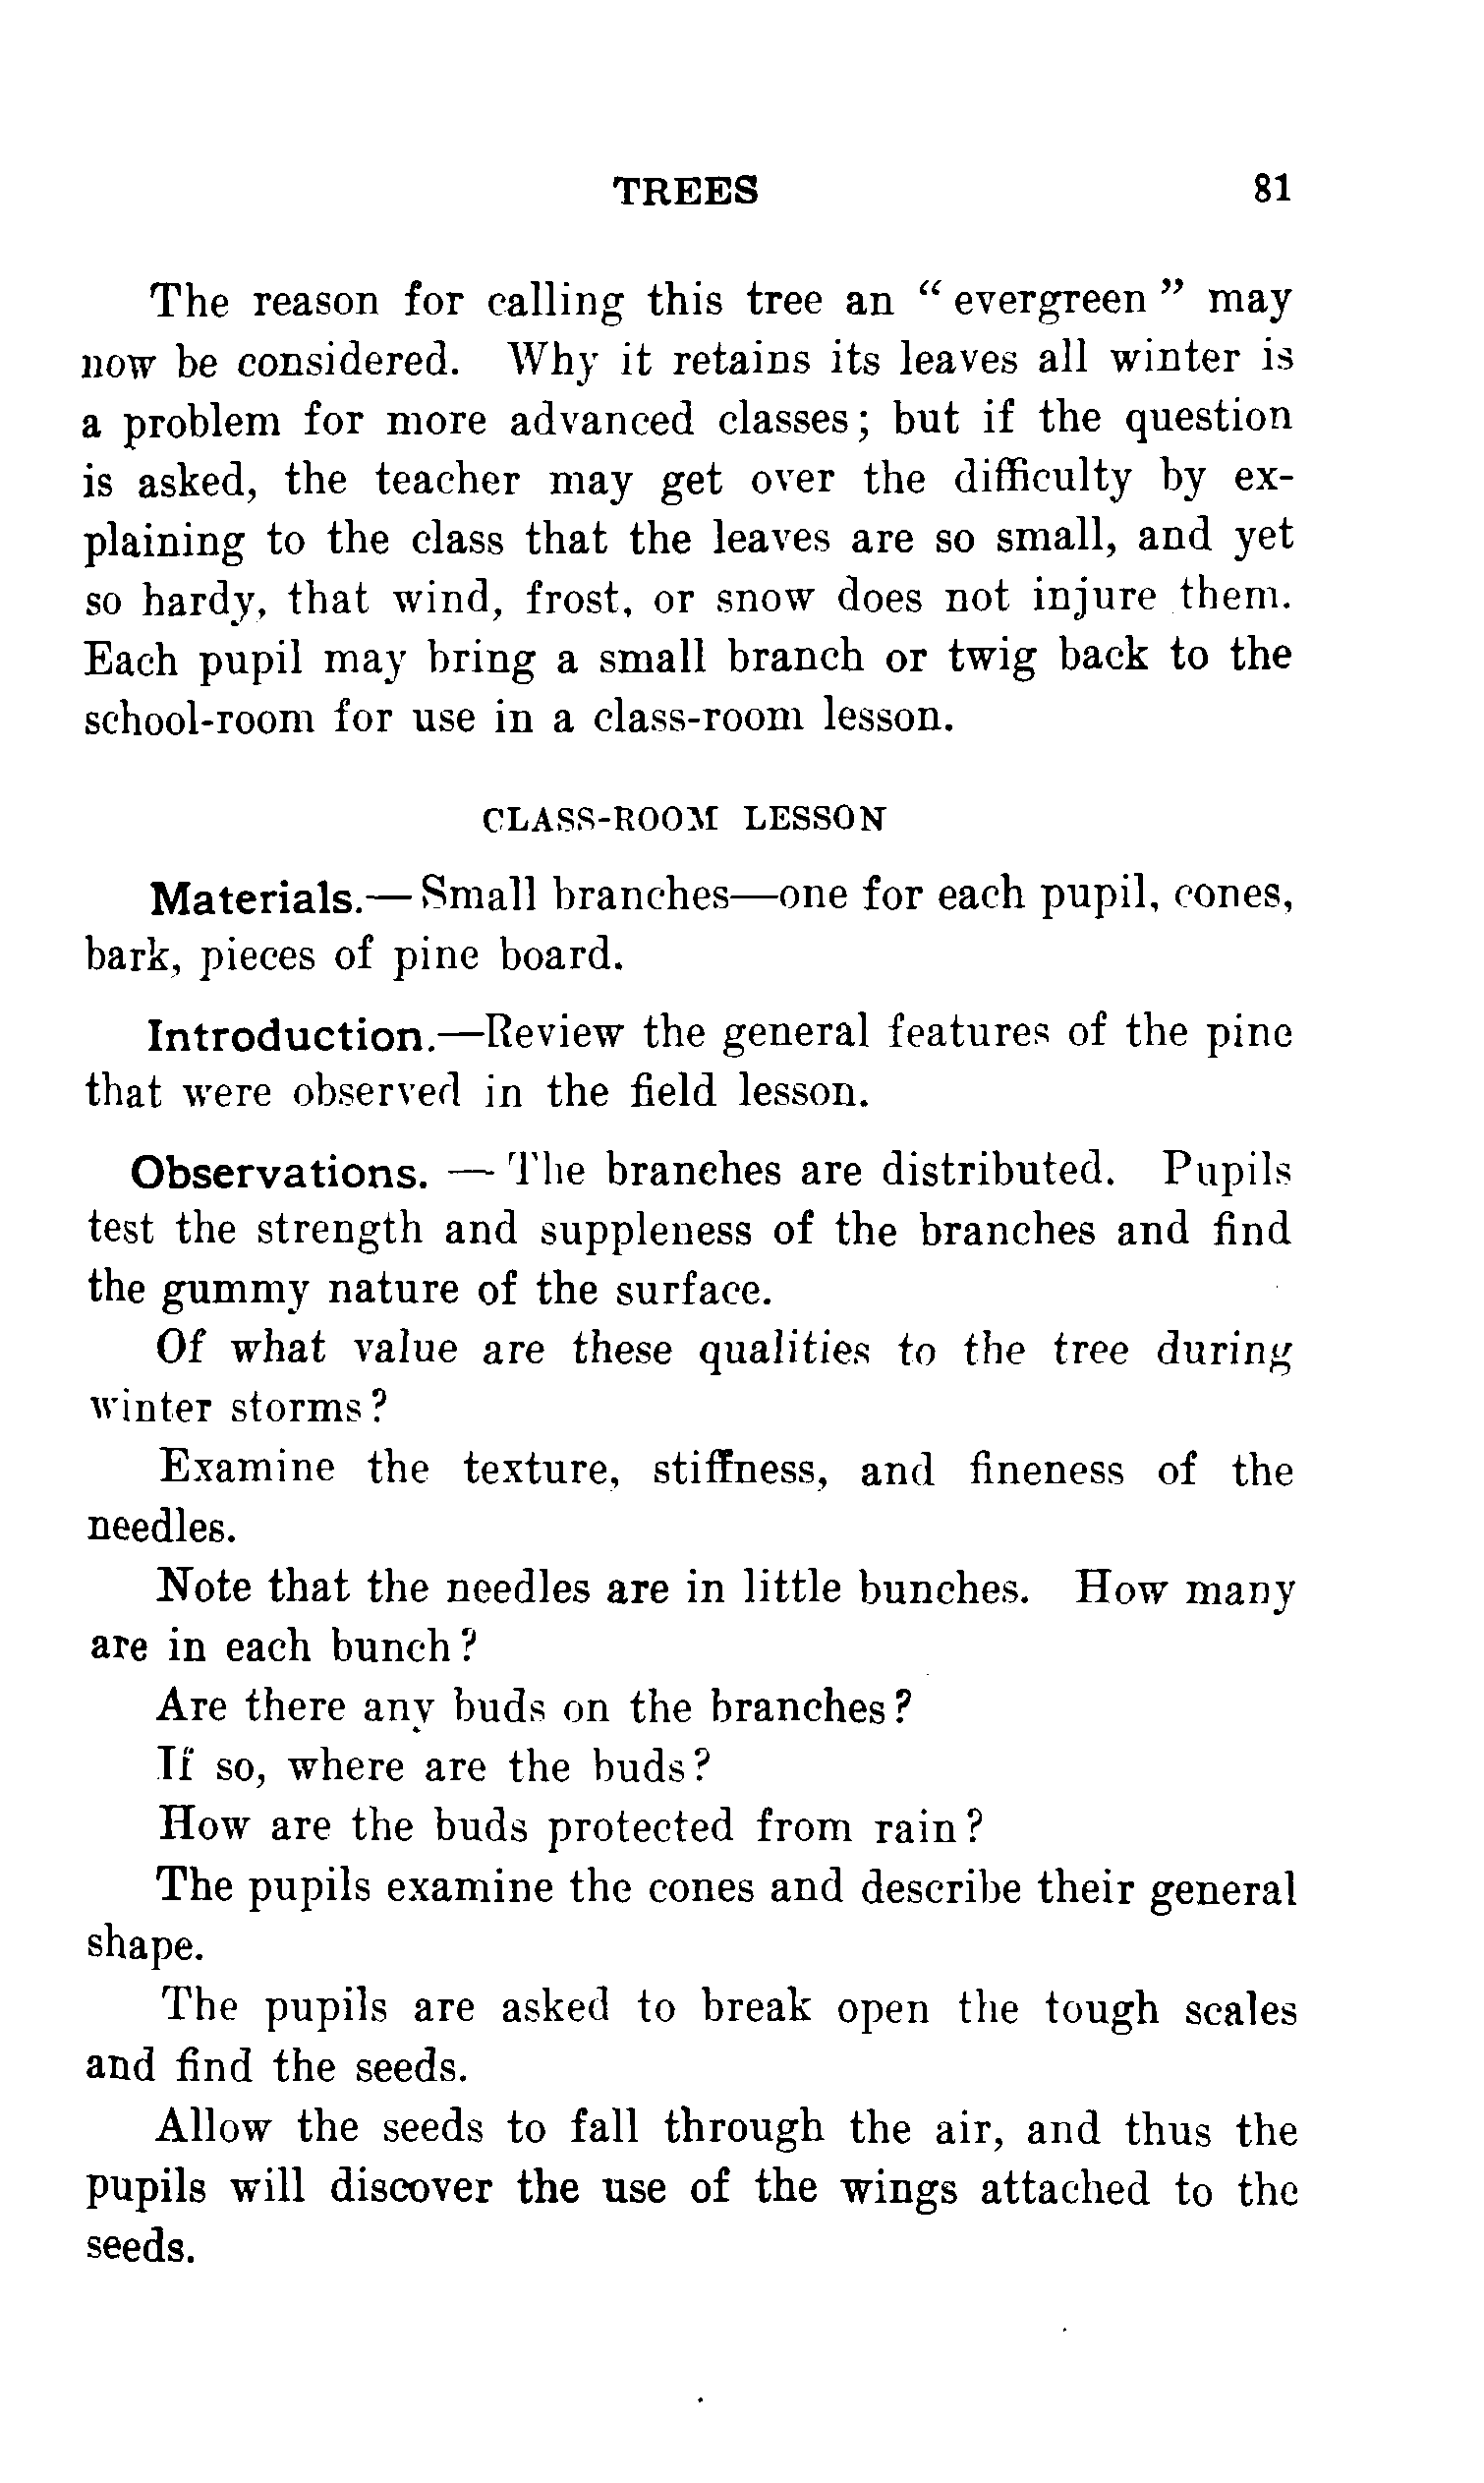 TREES 81
The reason for calling this tree an “ evergreen ” may
now be considered. Why it retains its leaves all winter is
a problem for more advanced classes; but if the question
is asked, the teacher may get over the difficulty by ex-
plaining to the class that the leaves are so small, and yet
so hardy, that wind, frost, or snow does not injure them.
Each pupil may bring a small branch or twig back to the
school-room for use in a class-room lesson.
CLASS-ROOM LESSON
Materials.— Small branches—one for each pupil, cones,
bark, pieces of pine board.
Introduction.—Review the general features of the pine
that were observed in the field lesson.
Observations. — The branches are distributed. Pupils
test the strength and suppleness of the branches and find
the gummy nature of the surface.
Of what value are these qualities to the tree during
winter storms?
Examine the texture, stiffness, and fineness of the
needles.
Note that the needles are in little bunches. How many
are in each bunch?
Are there any buds on the branches?
If so, where are the buds?
How are the buds protected from rain?
The pupils examine the cones and describe their general
shape.
The pupils are asked to break open the tough scales
and find the seeds.
Allow the seeds to fall through the air, and thus the
pupils will discover the use of the wings attached to the
seeds.